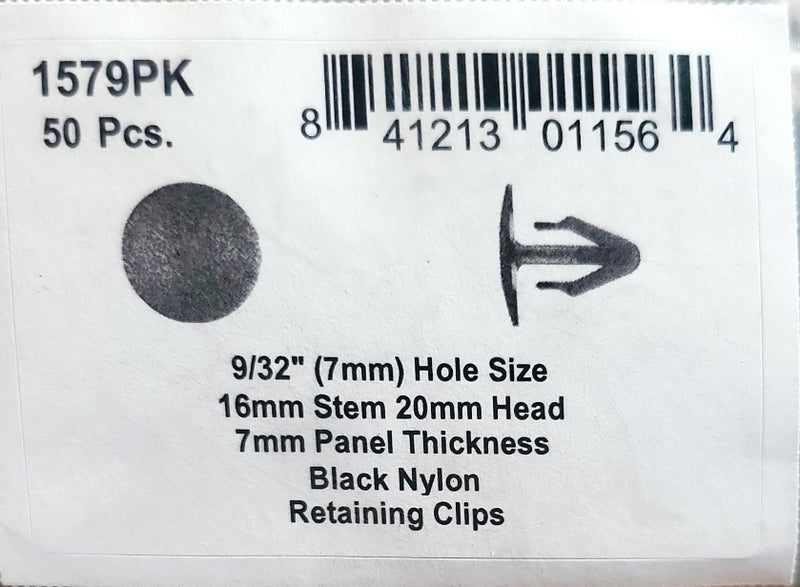 1579PK
50 Pcs.
8 41213 01156 4
9/32" (7mm) Hole Size
16mm Stem 20mm Head
7mm Panel Thickness
Black Nylon
Retaining Clips